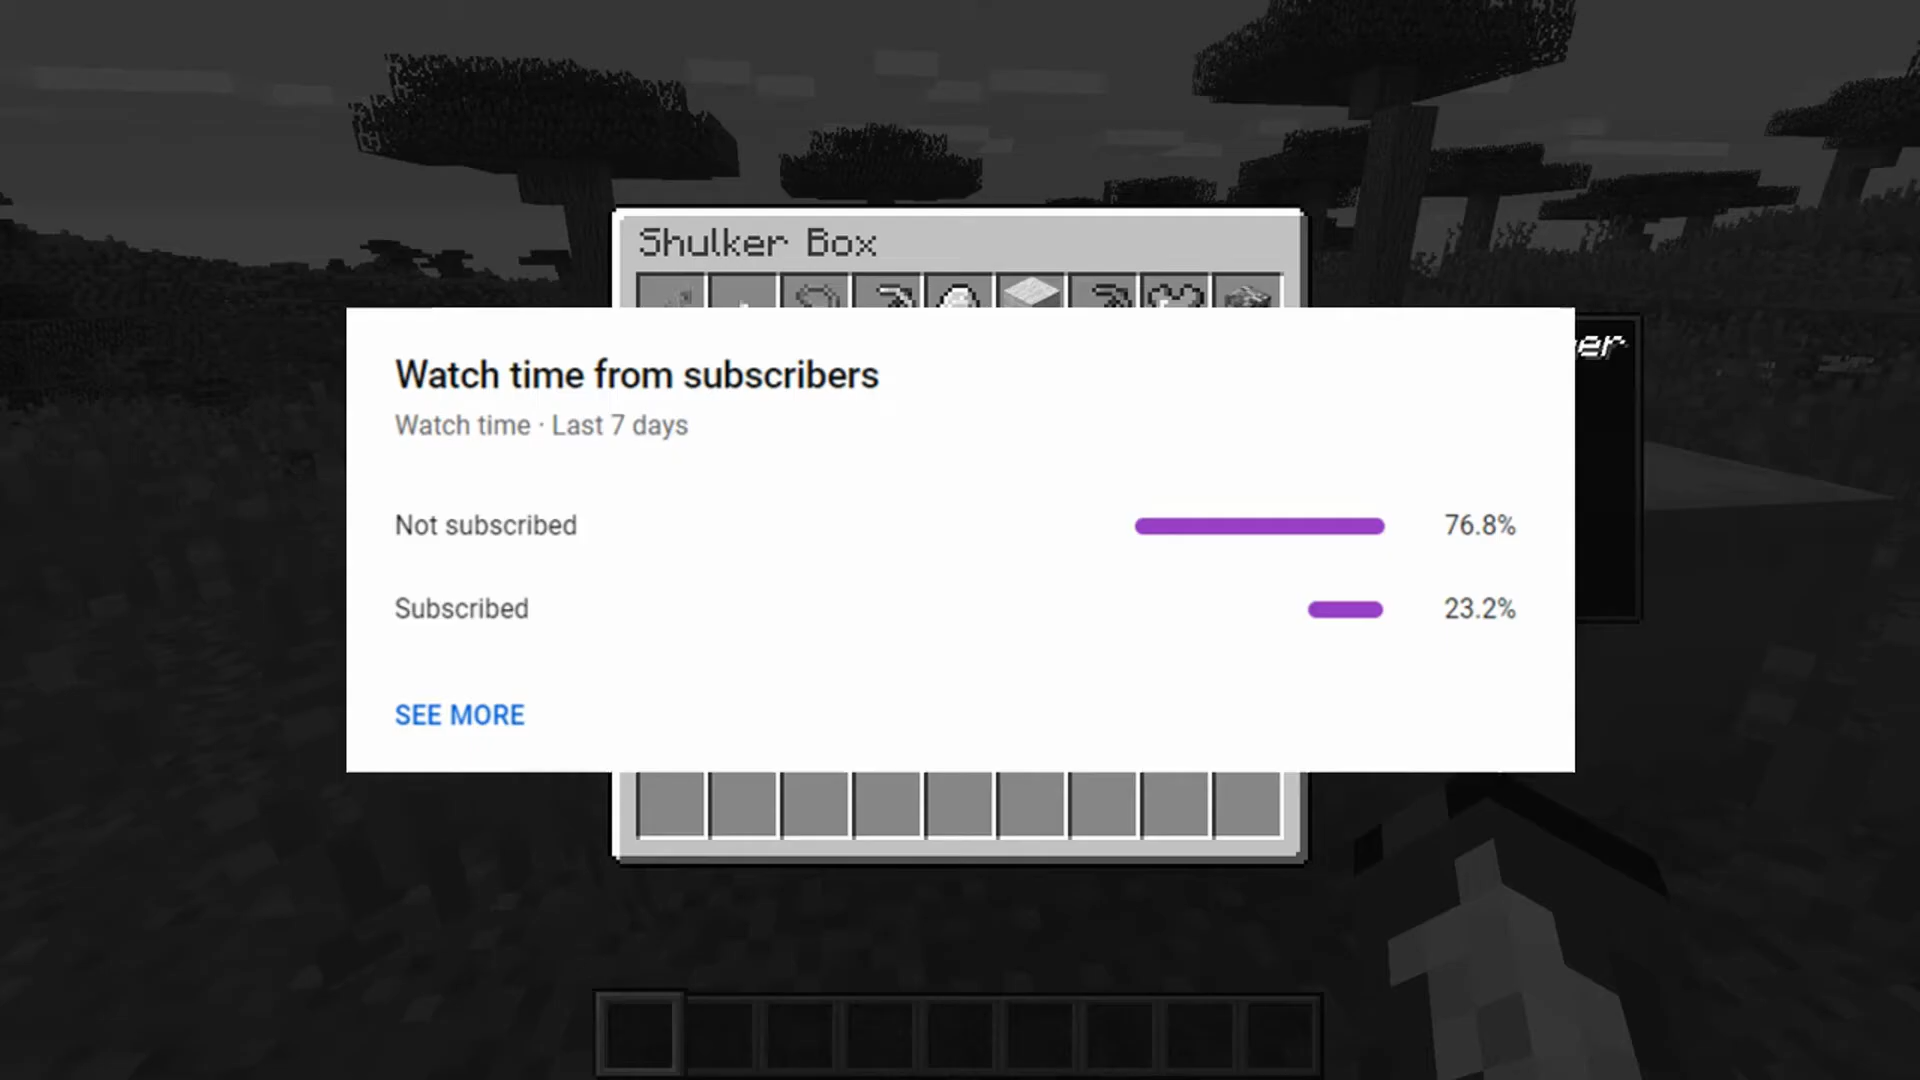 Shulker Box
Watch time from subscribers
Watch time · Last 7 days
Not subscribed 76.8%
Subscribed 23.2%
SEE MORE